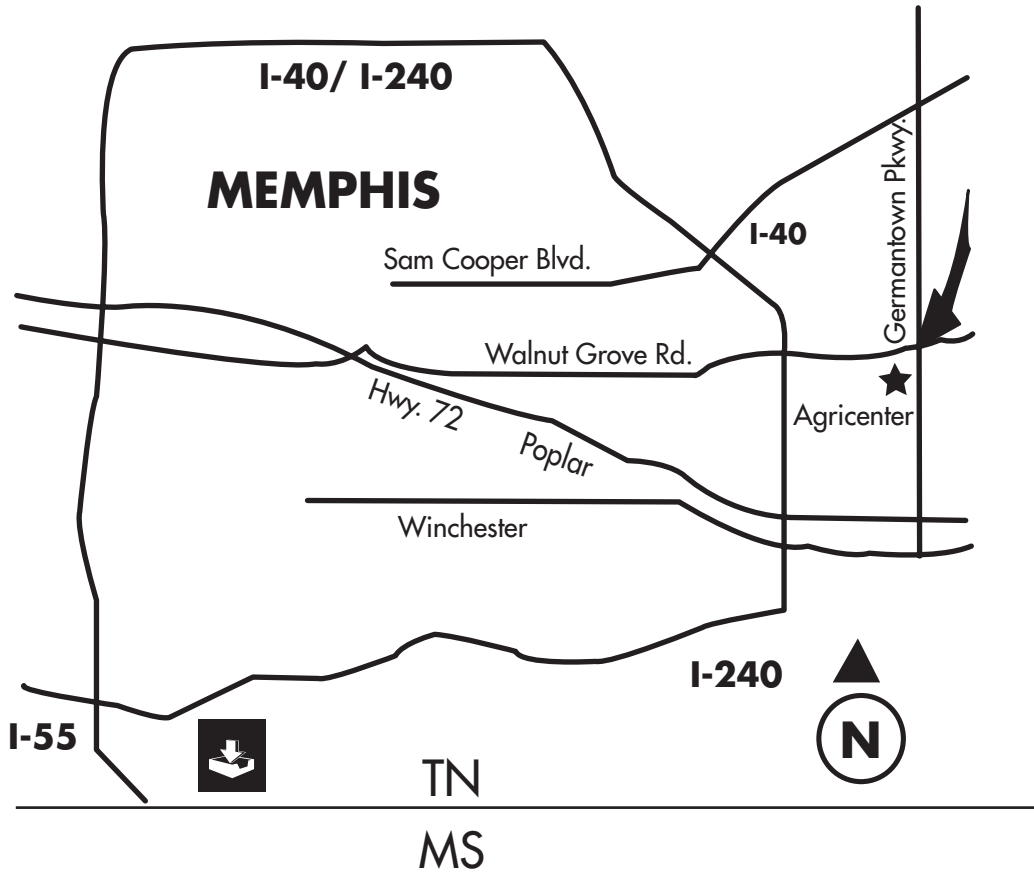 I-40/ I-240
MEMPHIS
Germantown Pkwy.
I-40
Sam Cooper Blvd.
Walnut Grove Rd.
Hwy. 72
Agricenter
Poplar
Winchester
I-240
I-55
N
TN
MS